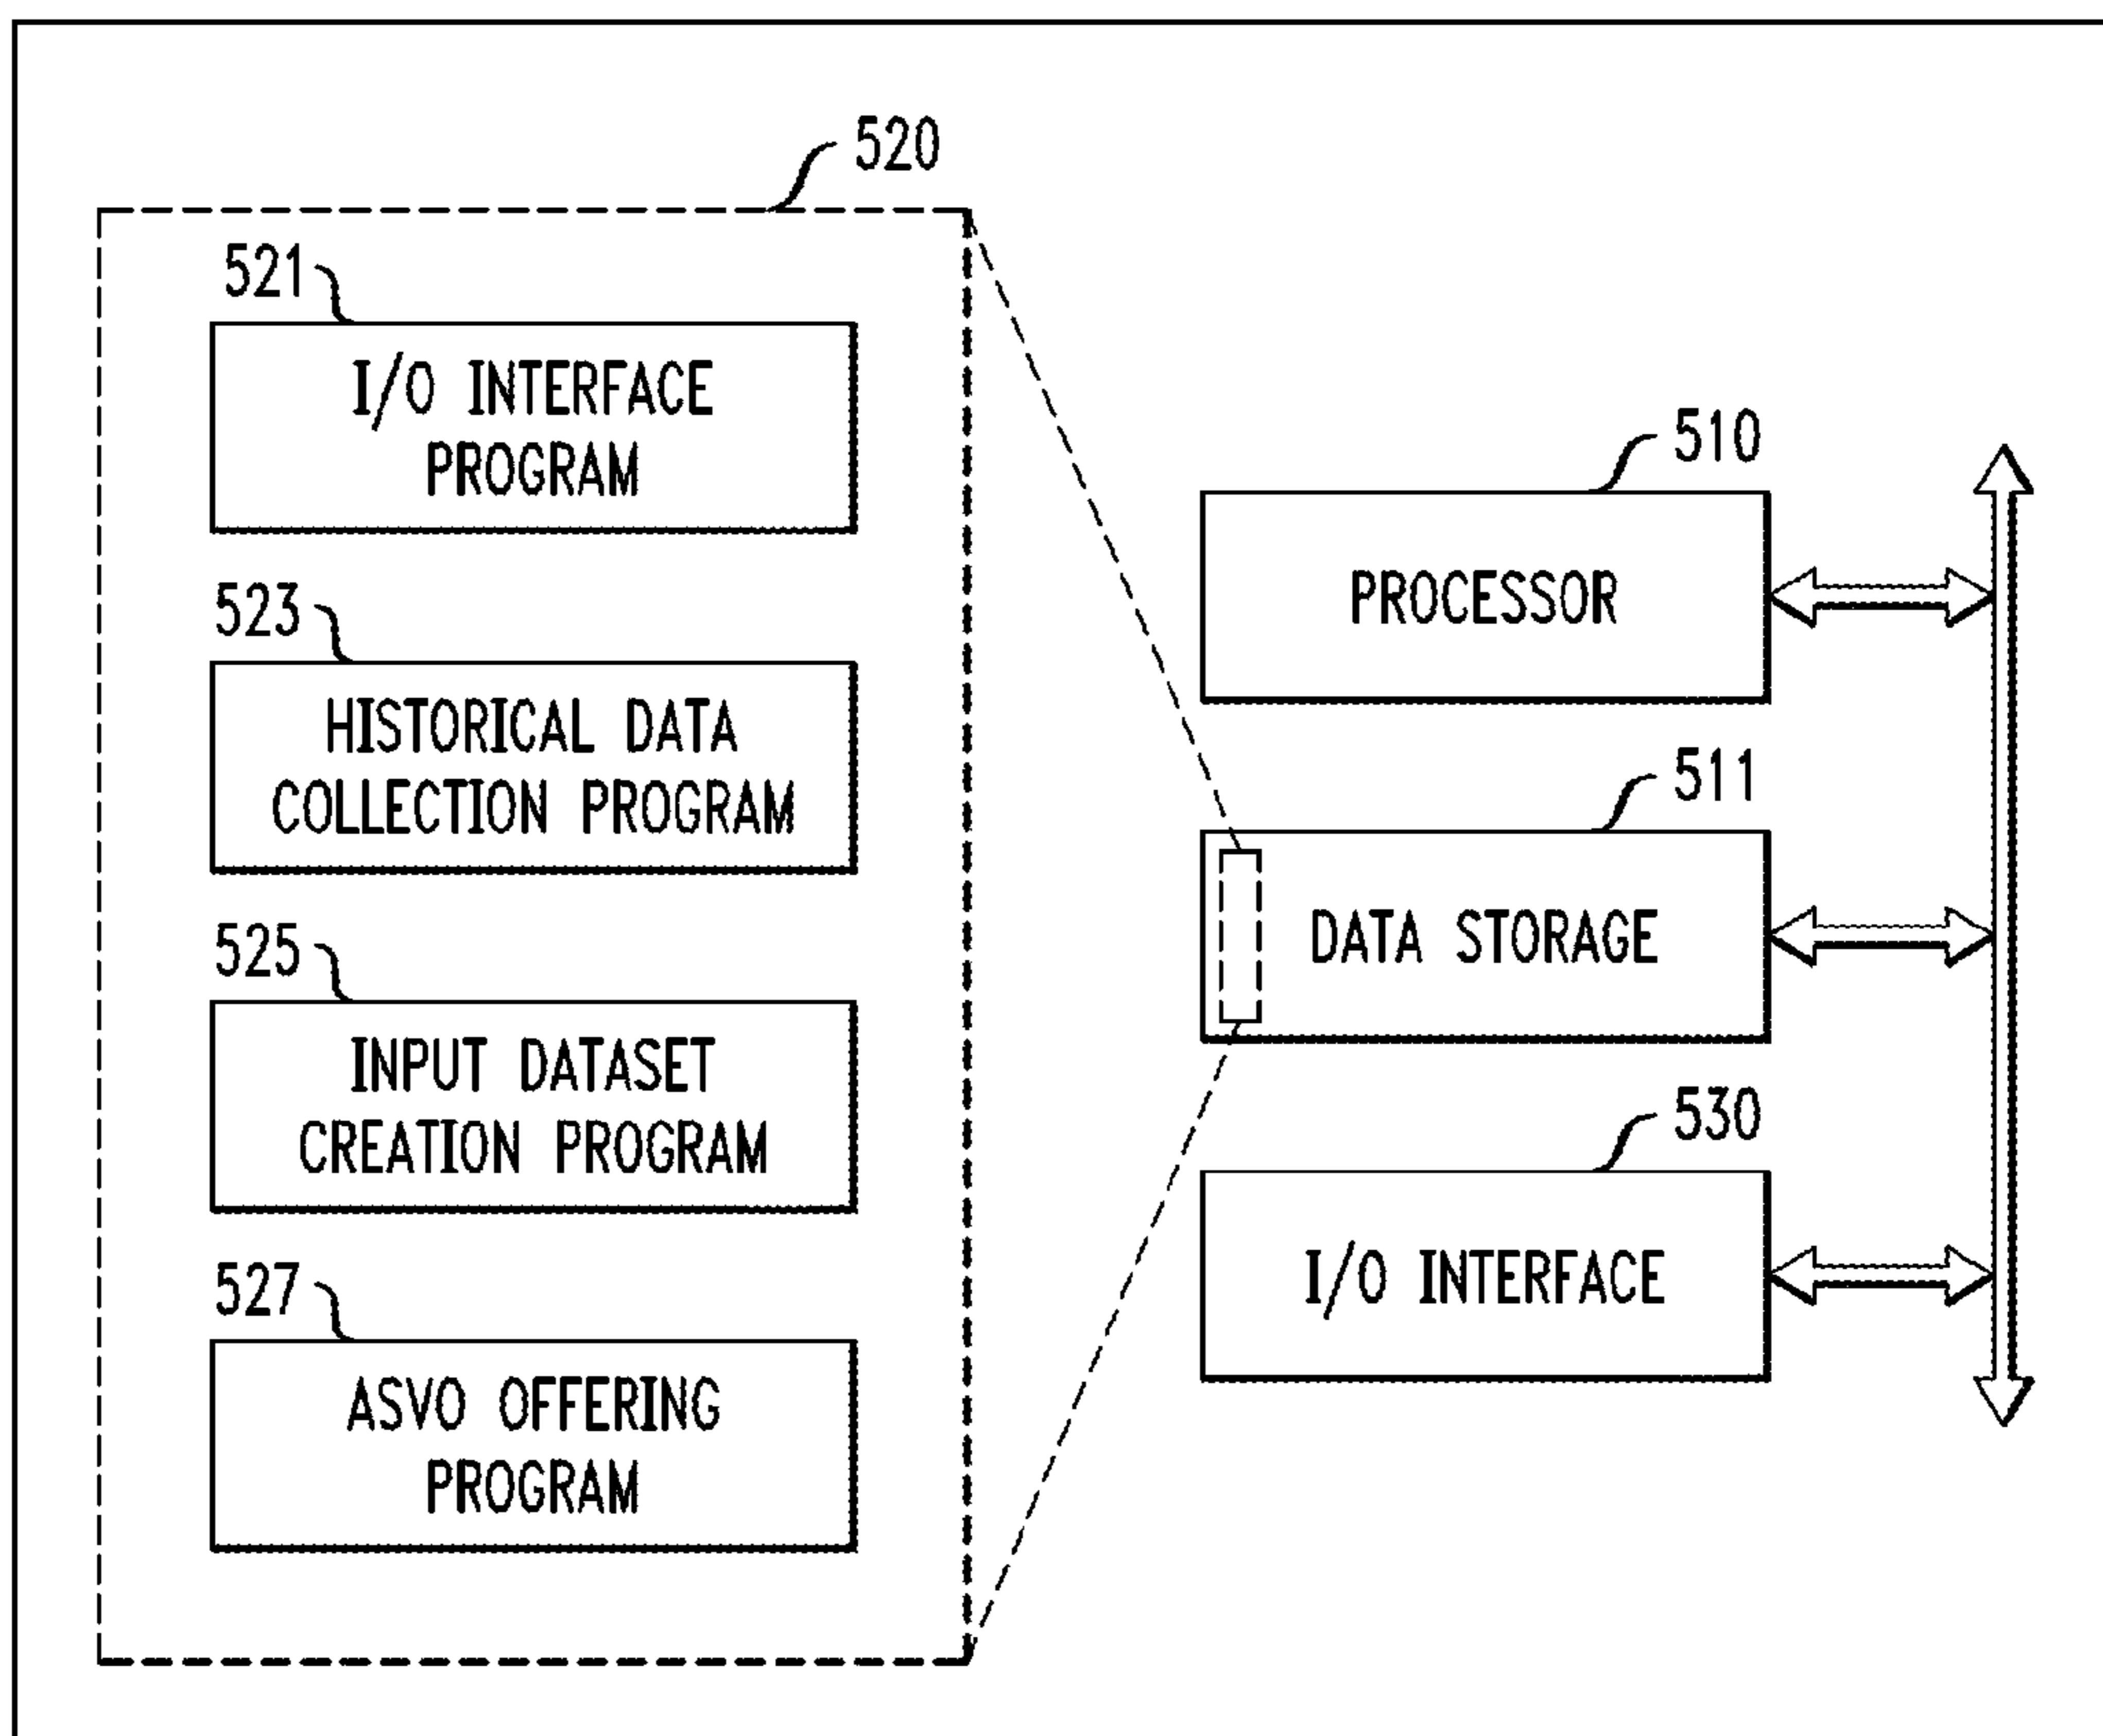 520
521
I/O INTERFACE
PROGRAM
523
HISTORICAL DATA
COLLECTION PROGRAM
525
INPUT DATASET
CREATION PROGRAM
527
ASVO OFFERING
PROGRAM
510
PROCESSOR
511
DATA STORAGE
530
I/O INTERFACE